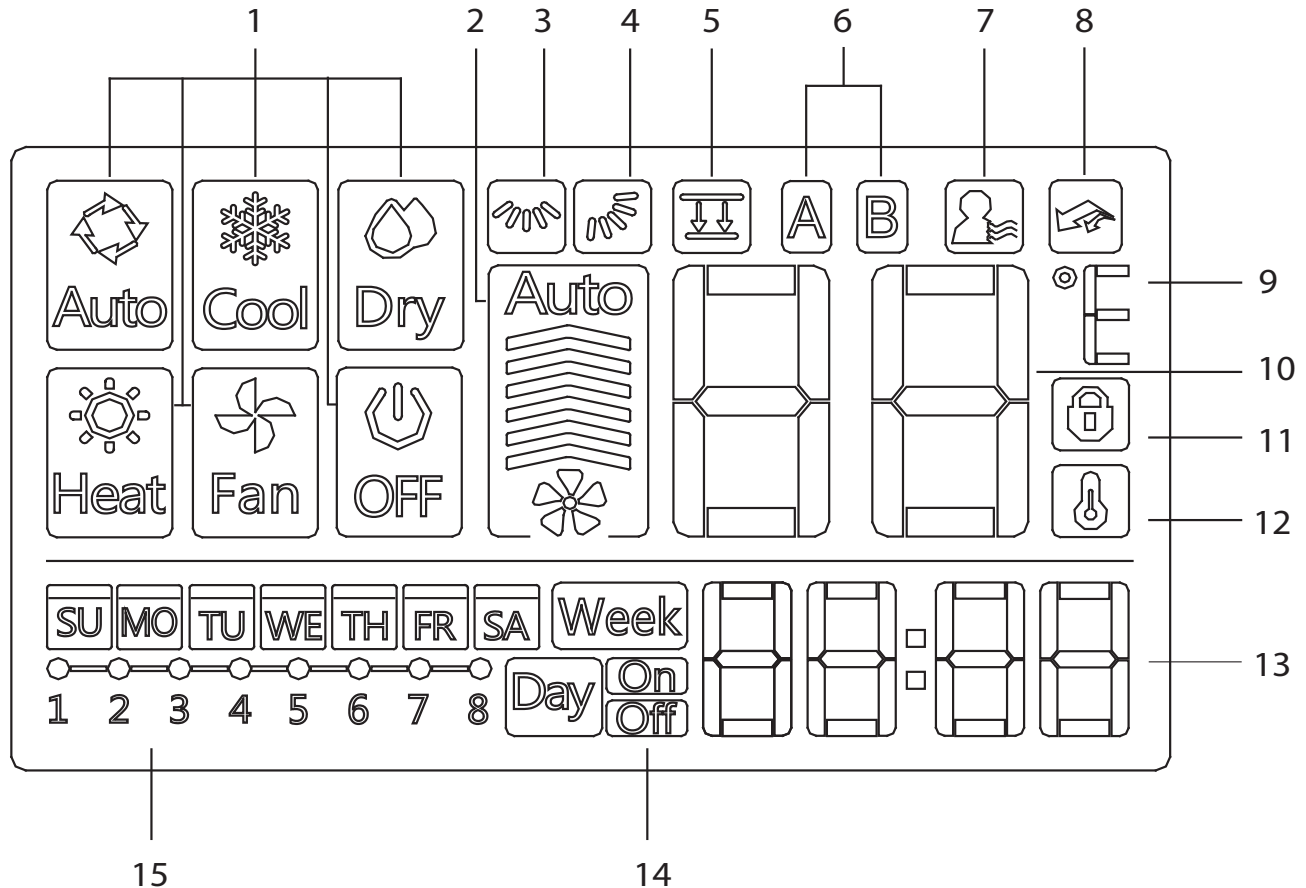 1 2 3 4 5 6 7 8
A B
Auto Cool Dry Auto
9
10
11
Heat Fan OFF
12
SU MO TU WE TH FR SA Week
On
13
Day
1 2 3 4 5 6 7 8 Off
88:88
15 14